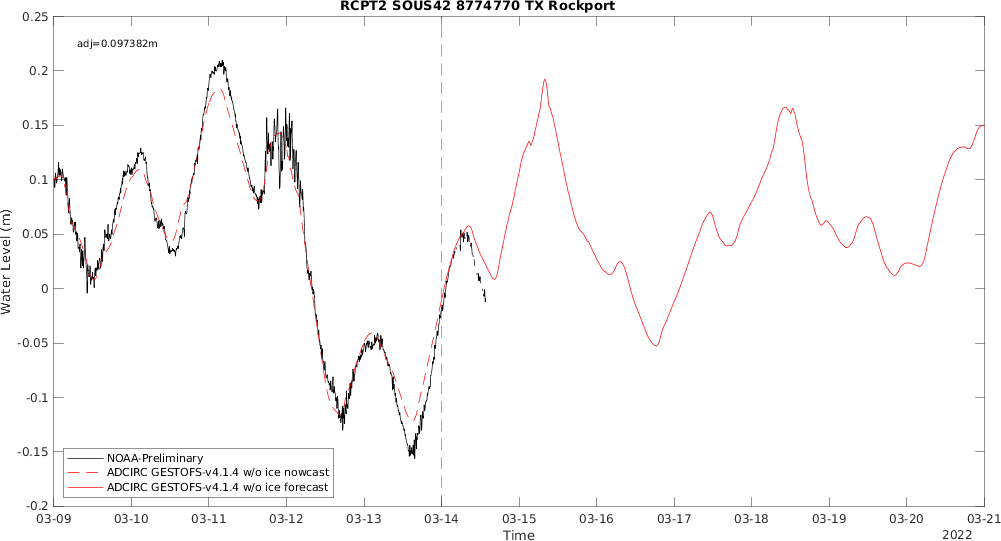 RCPT2 SOUS42 8774770 TX Rockport
0.25
adj=0.097382m
0.2
0.15
0.1
0.05
0
-0.05
-0.1
-0.15
-0.2
Water Level (m)
NOAA-Preliminary
ADCIRC GESTOFS-v4.1.4 w/o ice nowcast
ADCIRC GESTOFS-v4.1.4 w/o ice forecast
03-09 03-10 03-11 03-12 03-13 03-14 03-15 03-16 03-17 03-18 03-19 03-20 03-21
Time
2022